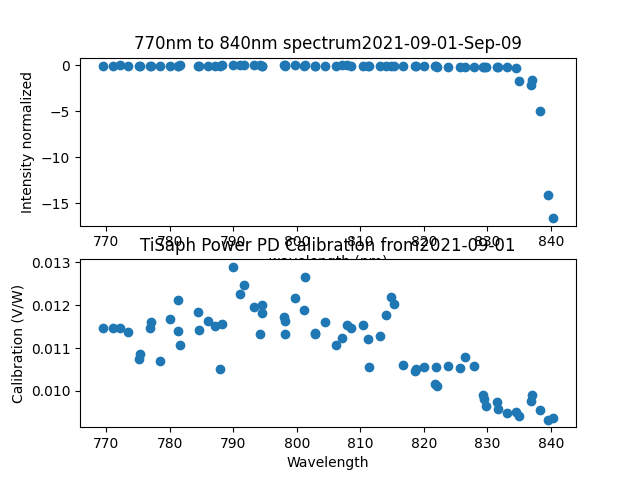 770nm to 840nm spectrum2021-09-01-Sep-09
Intensity normalized
0
−5
−10
−15
770 780 790 800 810 820 830 840
wavelength (nm)
TiSaph Power PD Calibration from2021-09-01
Calibration (V/W)
0.013
0.012
0.011
0.010
770 780 790 800 810 820 830 840
Wavelength